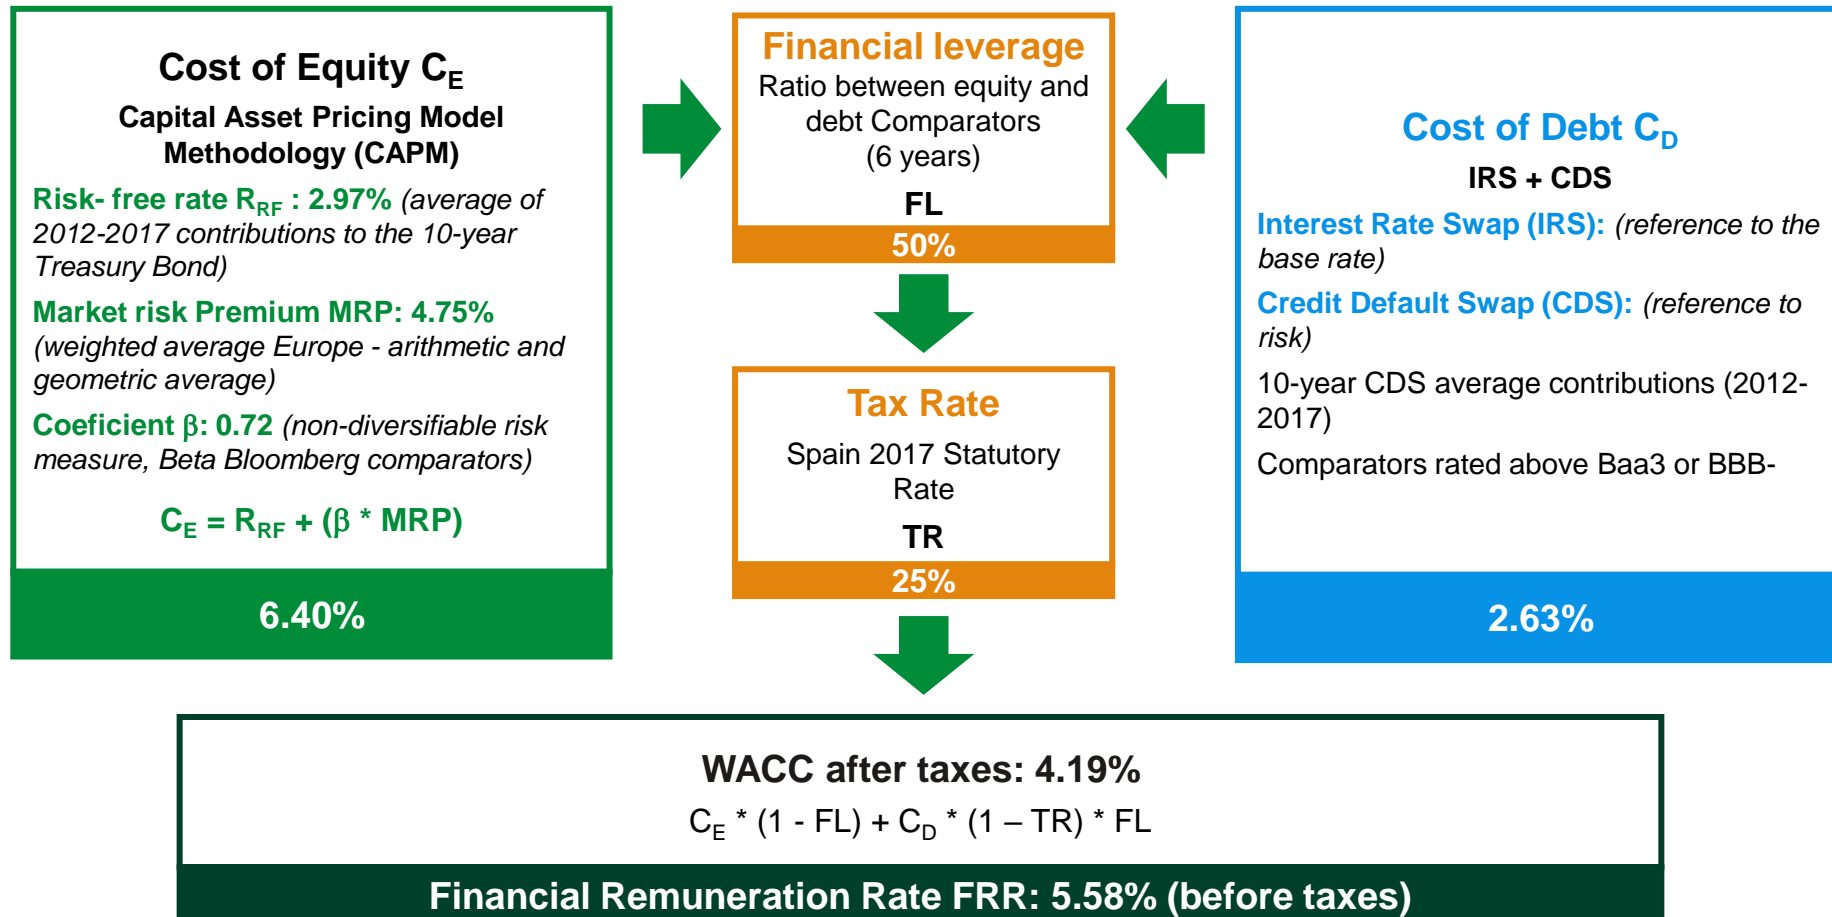 Cost of Equity CE
Capital Asset Pricing Model
Methodology (CAPM)
Risk- free rate RRF : 2.97% (average of
2012-2017 contributions to the 10-year
Treasury Bond)
Market risk Premium MRP: 4.75%
(weighted average Europe - arithmetic and
geometric average)
Coeficient β: 0.72 (non-diversifiable risk
measure, Beta Bloomberg comparators)
CE = RRF + (β * MRP)
6.40%
Financial leverage
Ratio between equity and
debt Comparators
(6 years)
FL
50%
Tax Rate
Spain 2017 Statutory
Rate
TR
25%
Cost of Debt CD
IRS + CDS
Interest Rate Swap (IRS): (reference to the
base rate)
Credit Default Swap (CDS): (reference to
risk)
10-year CDS average contributions (2012-
2017)
Comparators rated above Baa3 or BBB-
2.63%
WACC after taxes: 4.19%
CE * (1 - FL) + CD * (1 – TR) * FL
Financial Remuneration Rate FRR: 5.58% (before taxes)